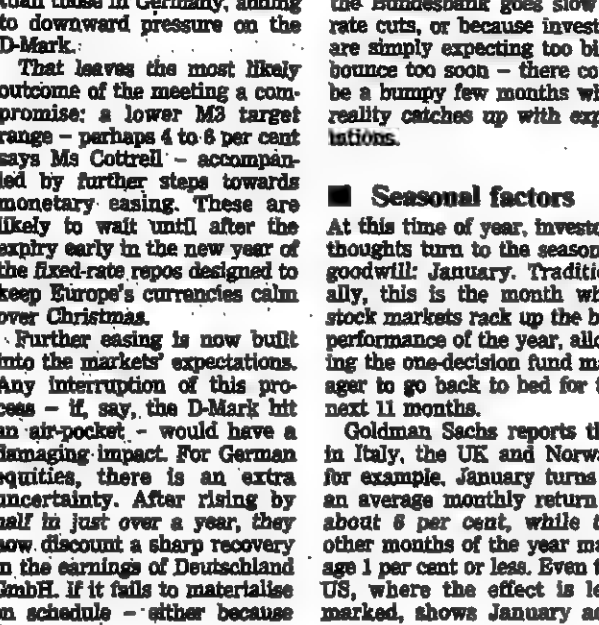 than those in Germany, adding
to downward pressure on the
D-Mark.
That leaves the most likely
outcome of the meeting a com-
promise: a lower M3 target
range – perhaps 4 to 6 per cent
says Ms Cottrell – accompan-
ied by further steps towards
monetary easing. These are
likely to wait until after the
expiry early in the new year of
the fixed-rate repos designed to
keep Europe's currencies calm
over Christmas.
Further easing is now built
into the markets' expectations.
Any interruption of this pro-
cess – if, say, the D-Mark hit
an air-pocket – would have a
damaging impact. For German
equities, there is an extra
uncertainty. After rising by
half in just over a year, they
now discount a sharp recovery
in the earnings of Deutschland
GmbH. If it fails to materialise
on schedule – either because
the Bundesbank goes slow
rate cuts, or because invest
are simply expecting too bi
bounce too soon – there co
be a bumpy few months wh
reality catches up with exp
tations.
■ Seasonal factors
At this time of year, investo
thoughts turn to the season
goodwill: January. Traditio
ally, this is the month wh
stock markets rack up the b
performance of the year, allo
ing the one-decision fund ma
ager to go back to bed for t
next 11 months.
Goldman Sachs reports th
in Italy, the UK and Norwa
for example, January turns
an average monthly return
about 6 per cent, while t
other months of the year ma
age 1 per cent or less. Even t
US, where the effect is le
marked, shows January ac